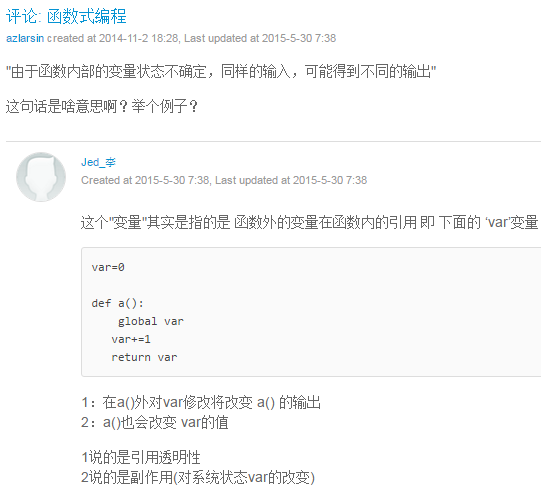 评论: 函数式编程
azlarsin created at 2014-11-2 18:28, Last updated at 2015-5-30 7:38
"由于函数内部的变量状态不确定，同样的输入，可能得到不同的输出"
这句话是啥意思啊？举个例子？
Jed_峑
Created at 2015-5-30 7:38, Last updated at 2015-5-30 7:38
这个"变量"其实是指的是 函数外的变量在函数内的引用 即 下面的 ‘var’变量
var=0
def a():
    global var
   var+=1
   return var
1：在a()外对var修改将改变 a() 的输出
2：a()也会改变 var的值
1说的是引用透明性
2说的是副作用(对系统状态var的改变)